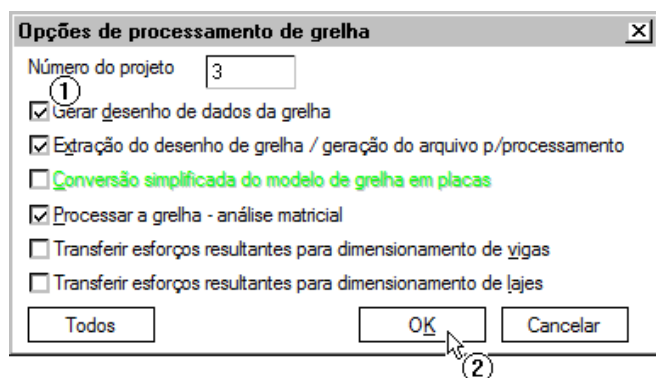 Opções de processamento de grelha
Número do projeto 3
1
Gerar desenho de dados da grelha
Extração do desenho de grelha / geração do arquivo p/processamento
Conversão simplificada do modelo de grelha em placas
Processar a grelha - análise matricial
Transferir esforços resultantes para dimensionamento de vigas
Transferir esforços resultantes para dimensionamento de lajes
Todos OK Cancelar
2